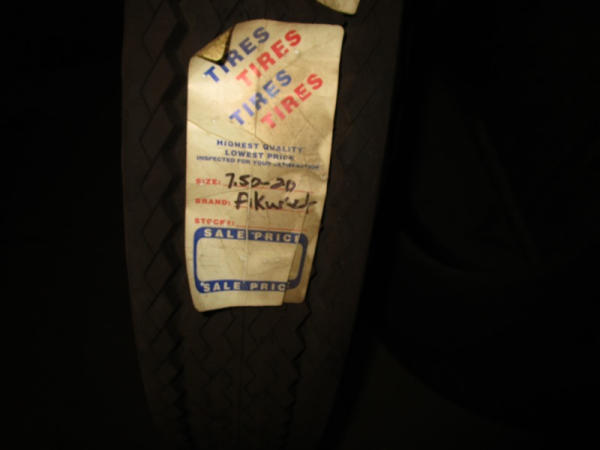 TIRES
TIRES
TIRES
TIRES
HIGHEST QUALITY
LOWEST PRICE
INSPECTED FOR YOUR SATISFACTION
SIZE: 7.50-20
BRAND:
STOCK#:
SALE PRICE
SALE PRIC